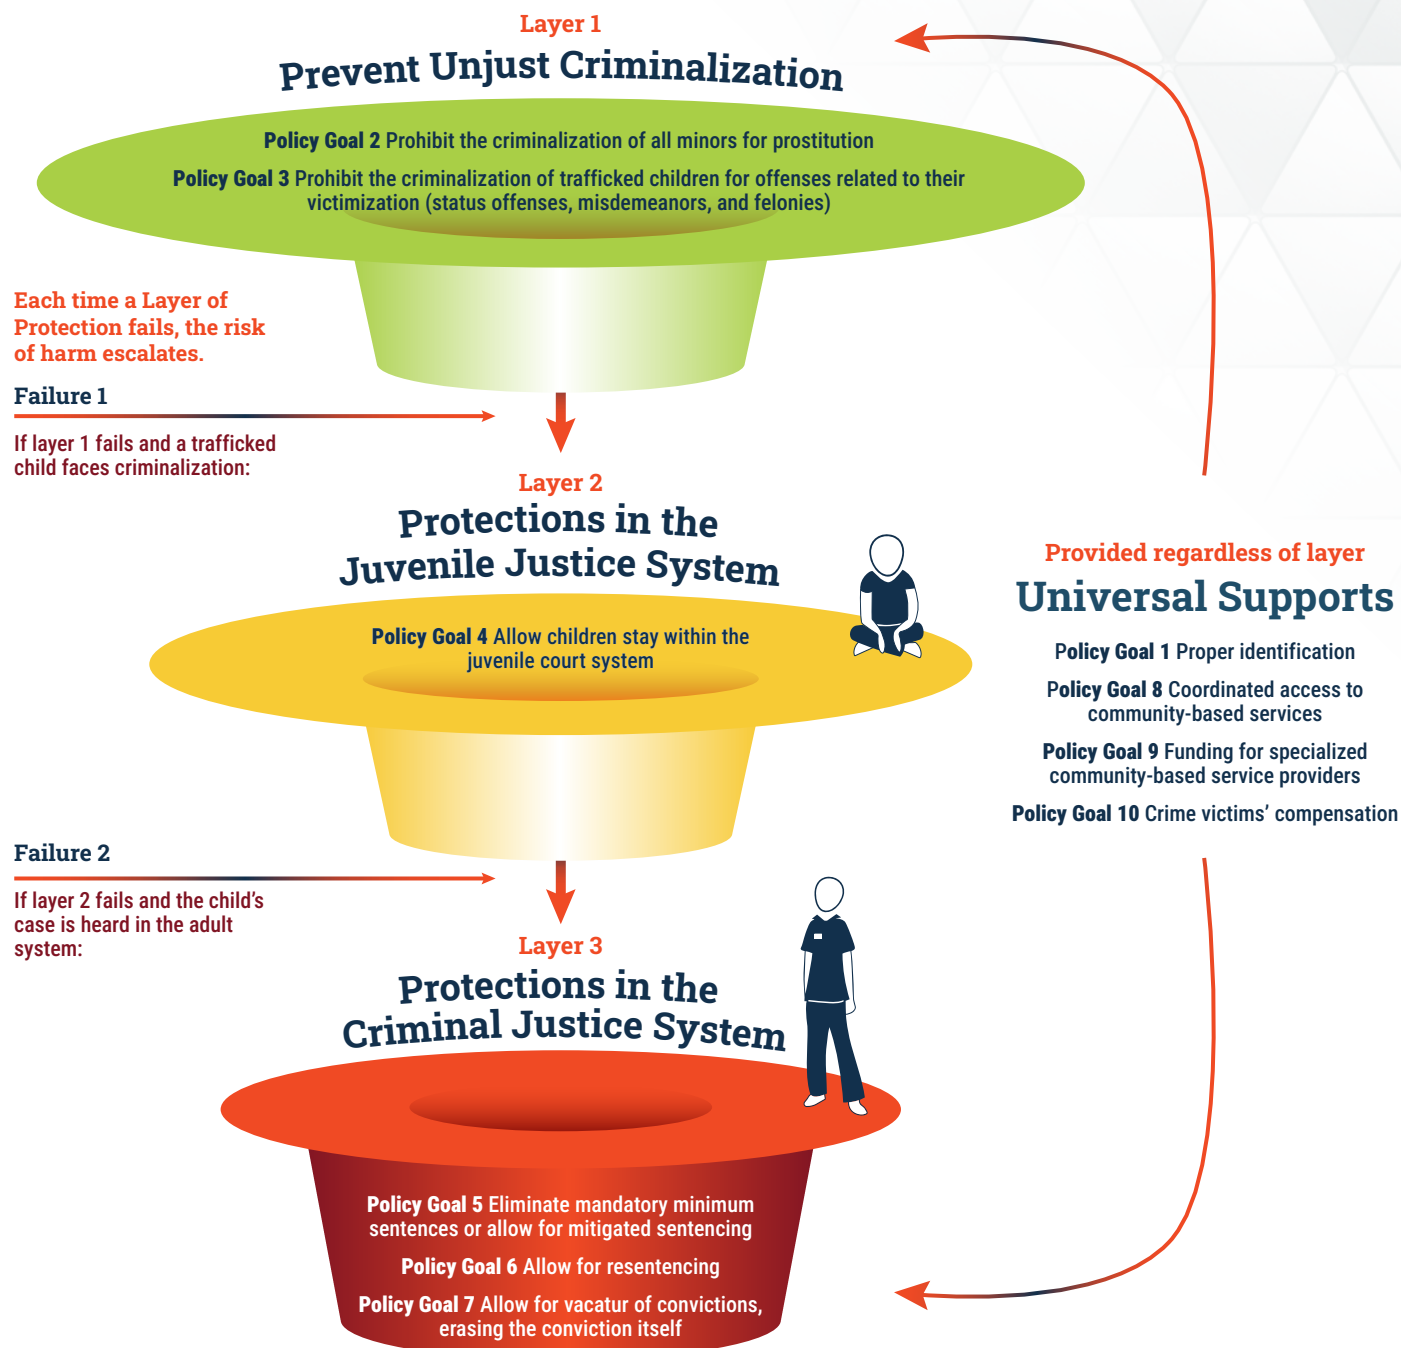 Layer 1
Prevent Unjust Criminalization
Policy Goal 2 Prohibit the criminalization of all minors for prostitution
Policy Goal 3 Prohibit the criminalization of trafficked children for offenses related to their
victimization (status offenses, misdemeanors, and felonies)
Each time a Layer of
Protection fails, the risk
of harm escalates.
Failure 1
If layer 1 fails and a trafficked
child faces criminalization:
Layer 2
Protections in the
Juvenile Justice System
Policy Goal 4 Allow children stay within the
juvenile court system
Provided regardless of layer
Universal Supports
Policy Goal 1 Proper identification
Policy Goal 8 Coordinated access to
community-based services
Policy Goal 9 Funding for specialized
community-based service providers
Policy Goal 10 Crime victims’ compensation
Failure 2
If layer 2 fails and the child’s
case is heard in the adult
system:
Layer 3
Protections in the
Criminal Justice System
Policy Goal 5 Eliminate mandatory minimum
sentences or allow for mitigated sentencing
Policy Goal 6 Allow for resentencing
Policy Goal 7 Allow for vacatur of convictions,
erasing the conviction itself